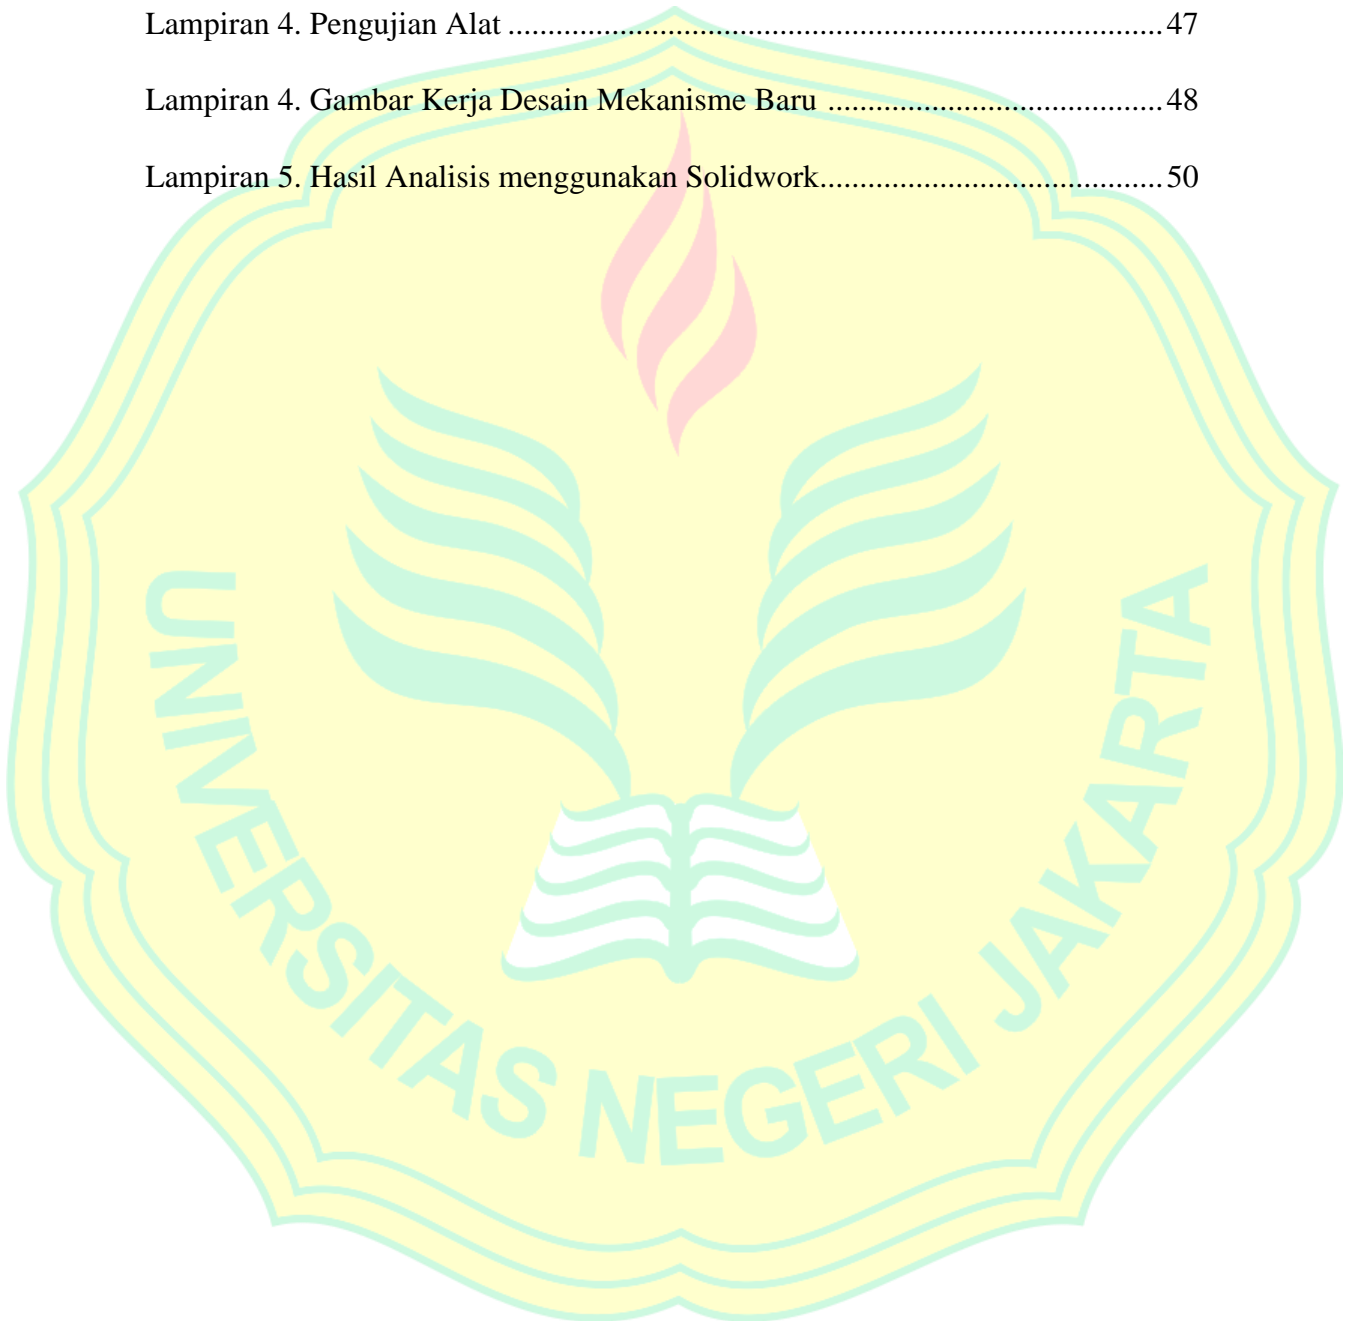 Lampiran 4. Pengujian Alat ..................................................................................47
Lampiran 4. Gambar Kerja Desain Mekanisme Baru ..........................................48
Lampiran 5. Hasil Analisis menggunakan Solidwork...........................................50
UNIVERSITAS NEGERI JAKARTA